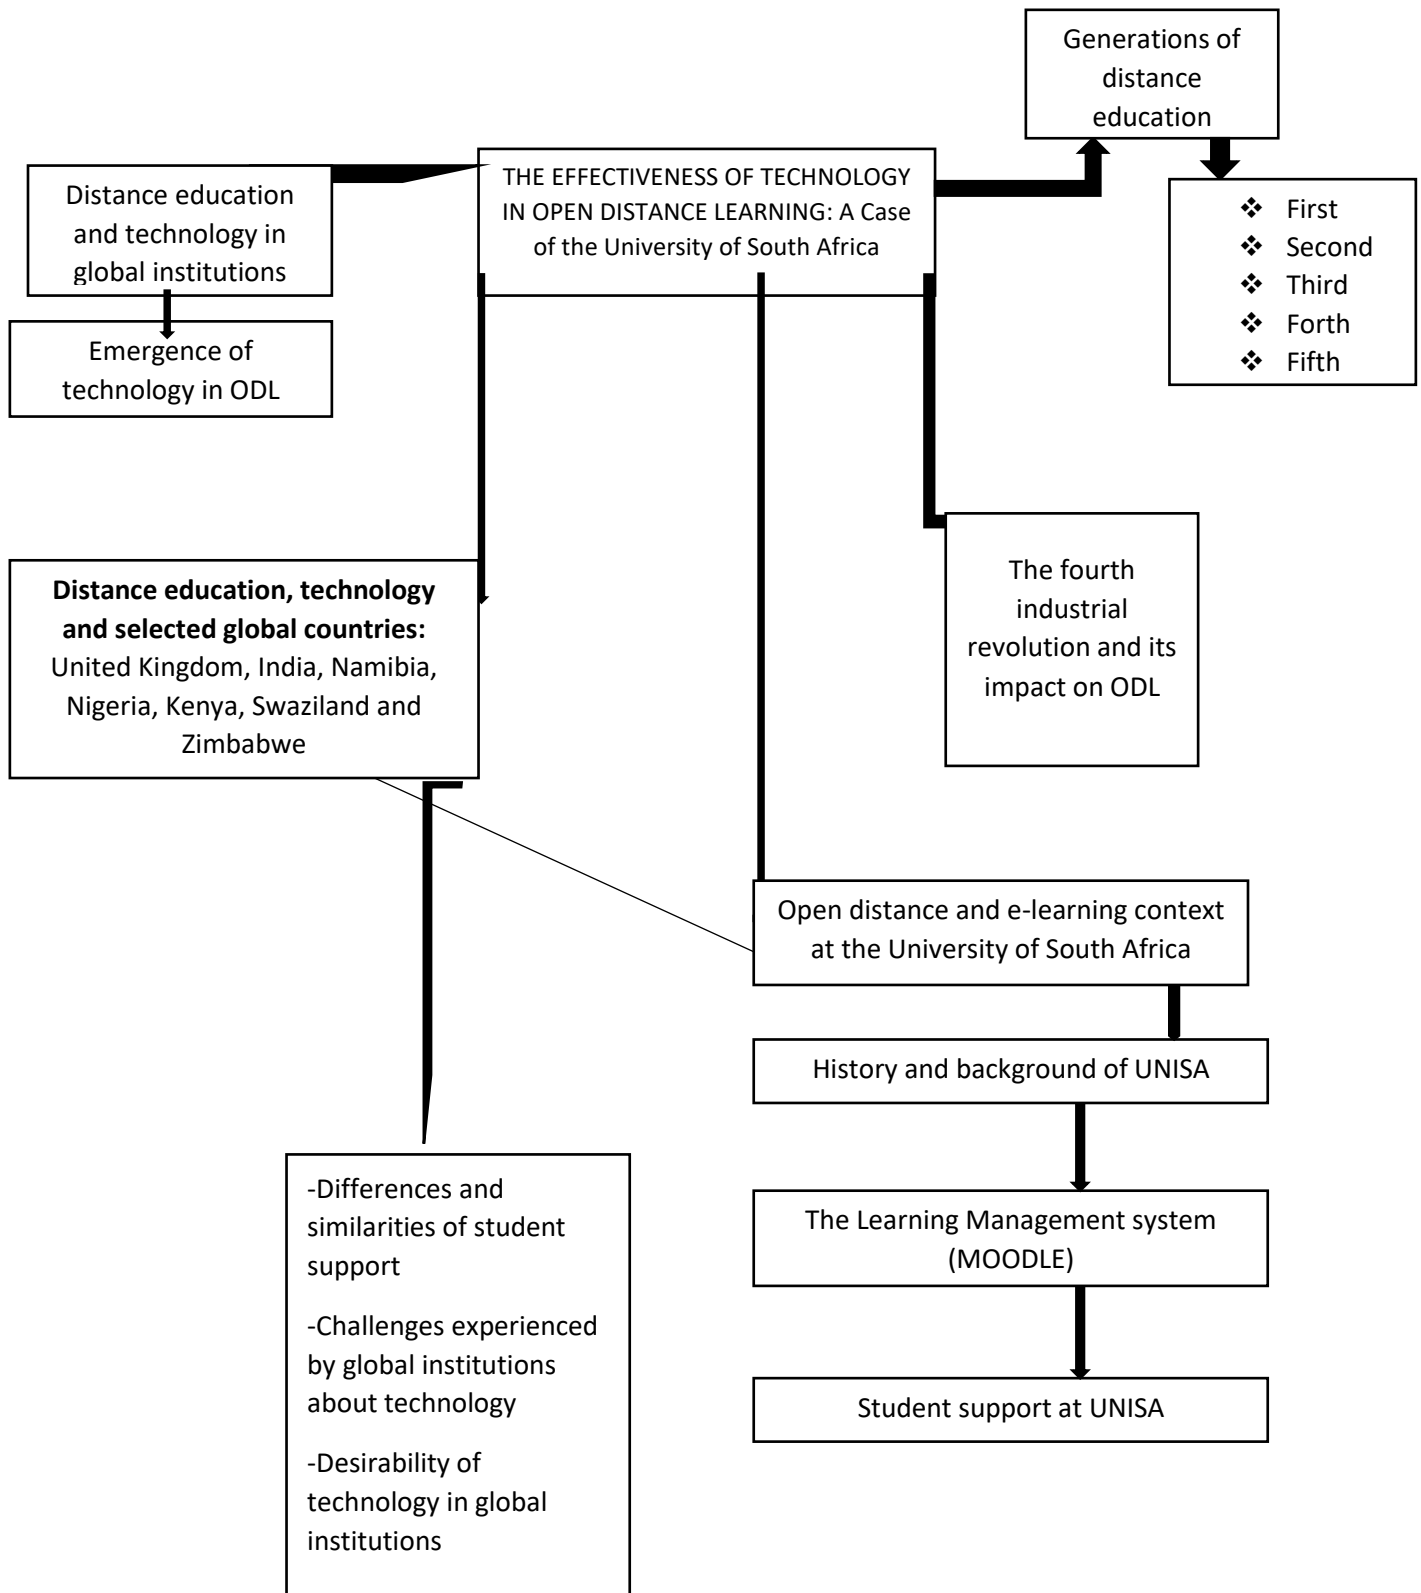 Generations of
distance
education
THE EFFECTIVENESS OF TECHNOLOGY
IN OPEN DISTANCE LEARNING: A Case
of the University of South Africa
Distance education
and technology in
global institutions
❖ First
❖ Second
❖ Third
❖ Forth
❖ Fifth
Emergence of
technology in ODL
The fourth
industrial
revolution and its
impact on ODL
Distance education, technology
and selected global countries:
United Kingdom, India, Namibia,
Nigeria, Kenya, Swaziland and
Zimbabwe
Open distance and e-learning context
at the University of South Africa
History and background of UNISA
The Learning Management system
(MOODLE)
Student support at UNISA
-Differences and
similarities of student
support
-Challenges experienced
by global institutions
about technology
-Desirability of
technology in global
institutions